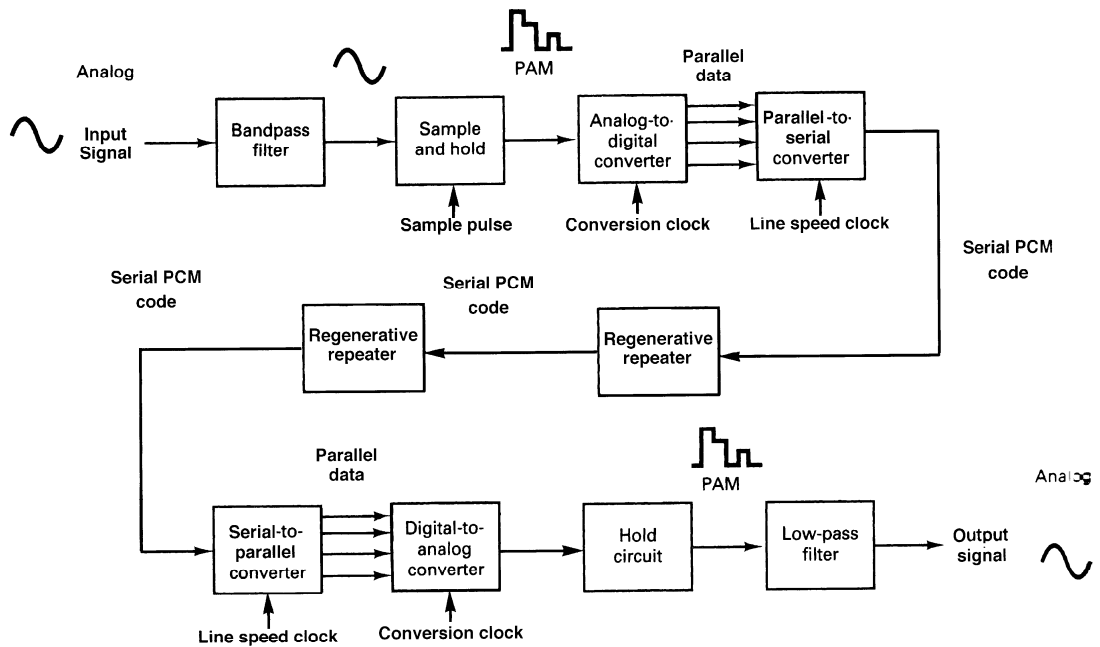 Analog
Input
Signal
Bandpass
filter
Sample
and hold
Sample pulse
PAM
Analog-to-
digital
converter
Conversion clock
Parallel
data
Parallel-to-
serial
converter
Line speed clock
Serial PCM
code
Regenerative
repeater
Serial PCM
code
Regenerative
repeater
Serial PCM
code
Serial-to-
parallel
converter
Line speed clock
Parallel
data
Digital-to-
analog
converter
Conversion clock
Hold
circuit
PAM
Low-pass
filter
Output
signal
Analog